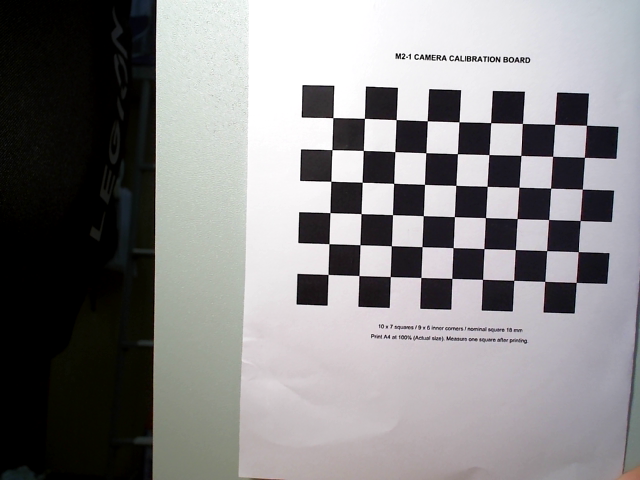 LEGION
M2-1 CAMERA CALIBRATION BOARD
10 x 7 squares / 9 x 6 inner corners / nominal square 18 mm
Print A4 at 100% (Actual size). Measure one square after printing.